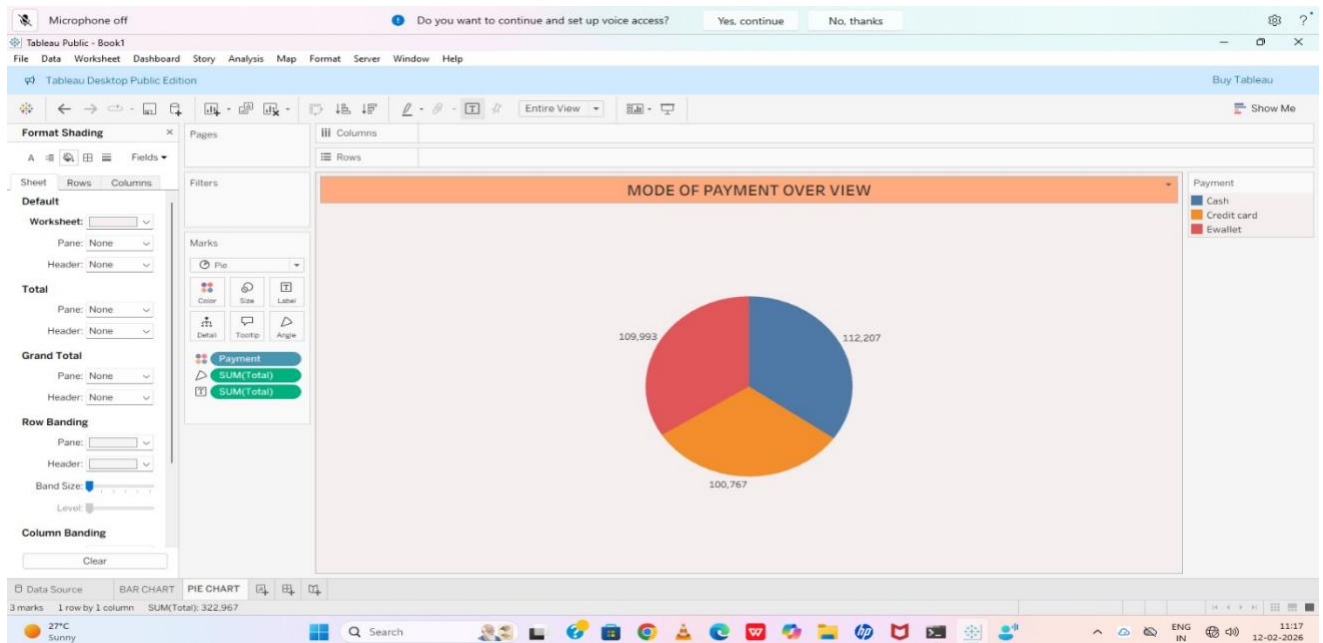 Microphone off
Do you want to continue and set up voice access?
Yes, continue
No, thanks
Tableau Public - Book1
File Data Worksheet Dashboard Story Analysis Map Format Server Window Help
Tableau Desktop Public Edition
Buy Tableau
Entire View
Show Me
Format Shading
Fields
Sheet Rows Columns
Default
Worksheet:
Pane: None
Header: None
Total
Pane: None
Header: None
Grand Total
Pane: None
Header: None
Row Banding
Pane:
Header:
Band Size:
Level:
Column Banding
Clear
Pages
Filters
Marks
Pie
Color Size Label
Detail Tooltip Angle
Payment
SUM(Total)
SUM(Total)
Columns
Rows
MODE OF PAYMENT OVER VIEW
109,993
112,207
100,767
Payment
Cash
Credit card
Ewallet
Data Source BAR CHART PIE CHART
3 marks 1 row by 1 column SUM(Total): 322,967
27°C
Sunny
Search
ENG
IN
11:17
12-02-2026